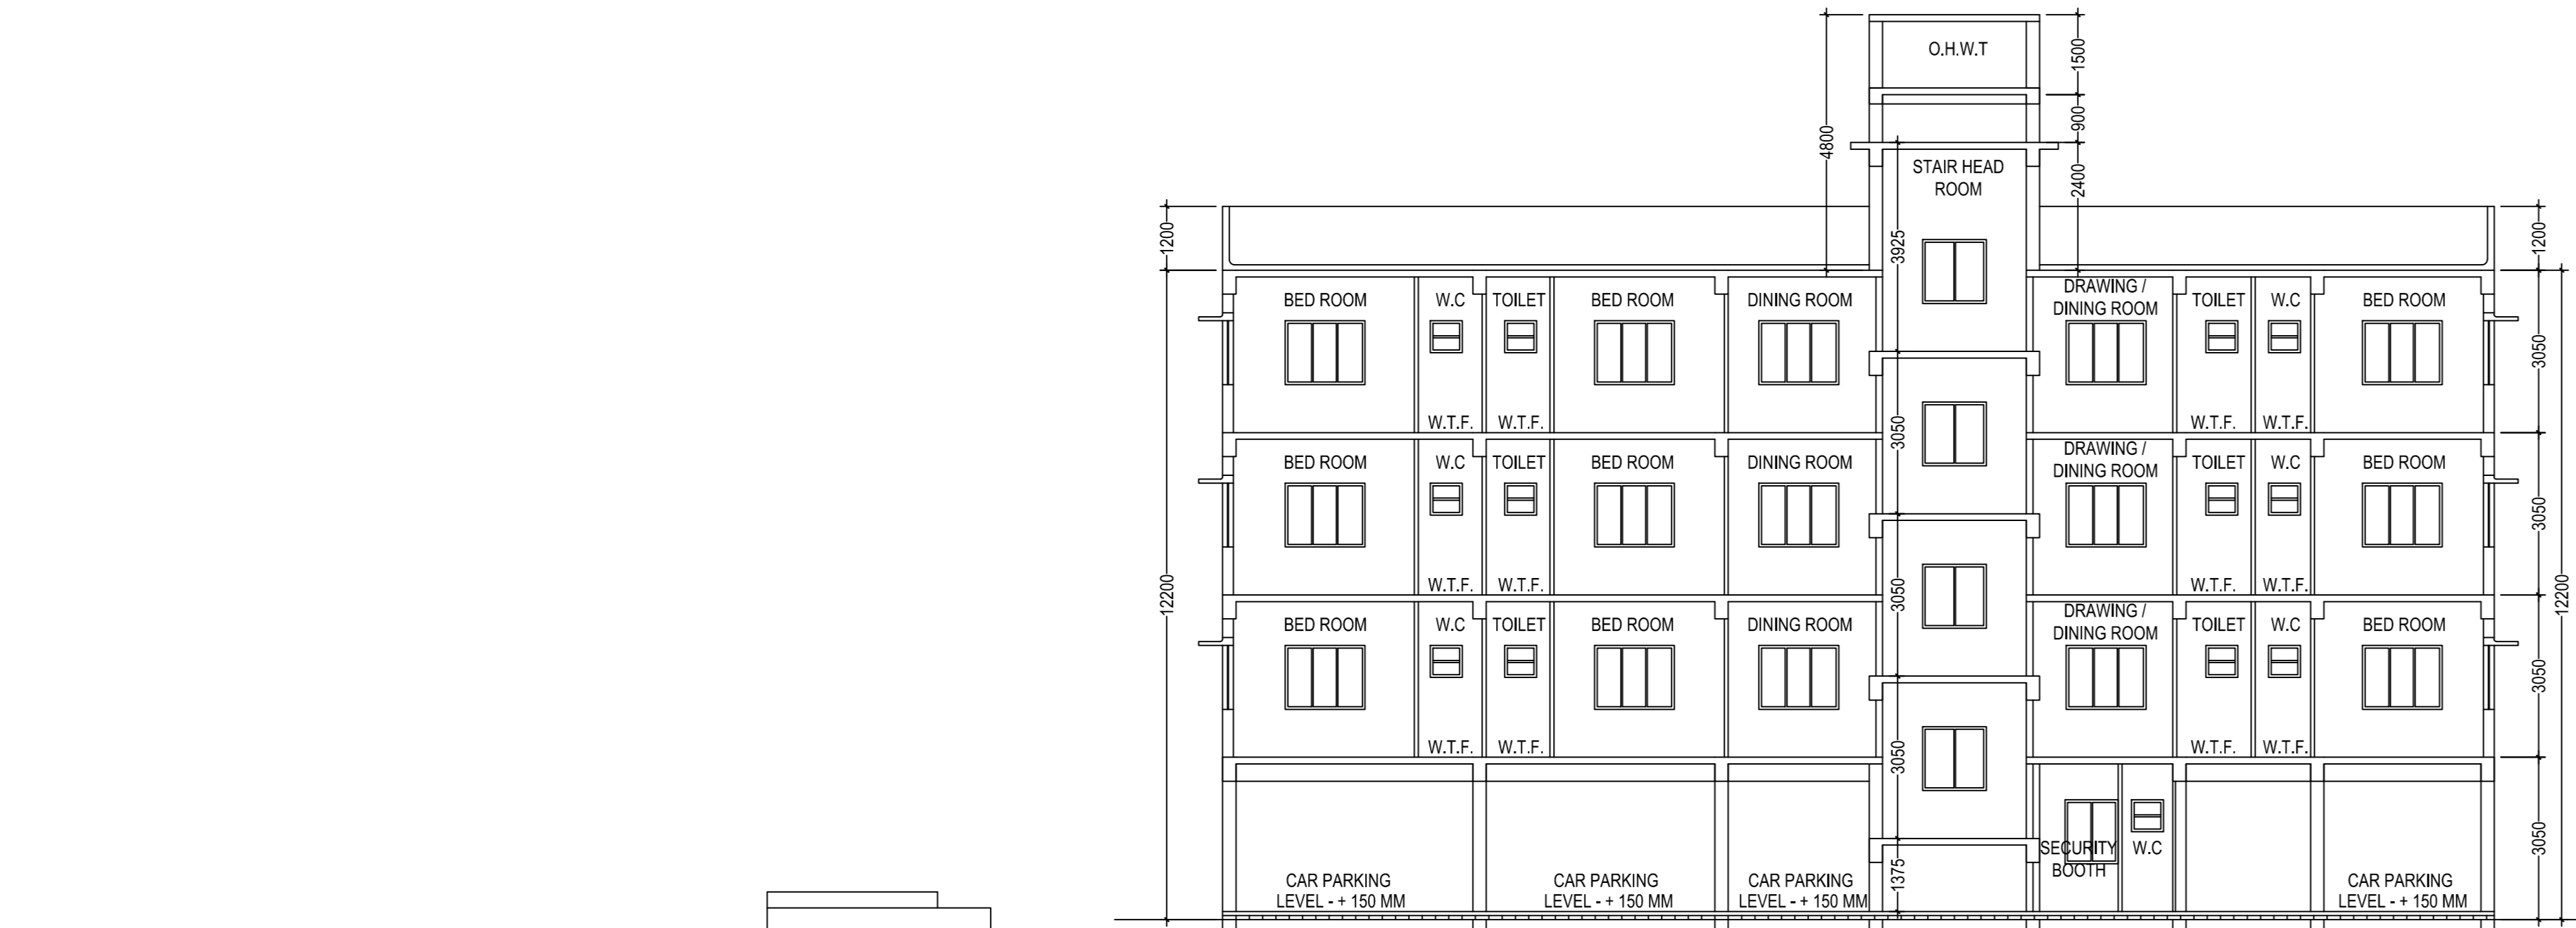 O.H.W.T
1500
900
4800
STAIR HEAD
ROOM
2400
1200
3925
1200
BED ROOM
W.C
TOILET
BED ROOM
DINING ROOM
DRAWING /
DINING ROOM
TOILET
W.C
BED ROOM
3050
W.T.F.
W.T.F.
3050
W.T.F.
W.T.F.
BED ROOM
W.C
TOILET
BED ROOM
DINING ROOM
DRAWING /
DINING ROOM
TOILET
W.C
BED ROOM
3050
W.T.F.
W.T.F.
3050
W.T.F.
W.T.F.
12200
12200
BED ROOM
W.C
TOILET
BED ROOM
DINING ROOM
DRAWING /
DINING ROOM
TOILET
W.C
BED ROOM
3050
W.T.F.
W.T.F.
3050
W.T.F.
W.T.F.
SECURITY
BOOTH
W.C
3050
1375
CAR PARKING
LEVEL - + 150 MM
CAR PARKING
LEVEL - + 150 MM
CAR PARKING
LEVEL - + 150 MM
CAR PARKING
LEVEL - + 150 MM